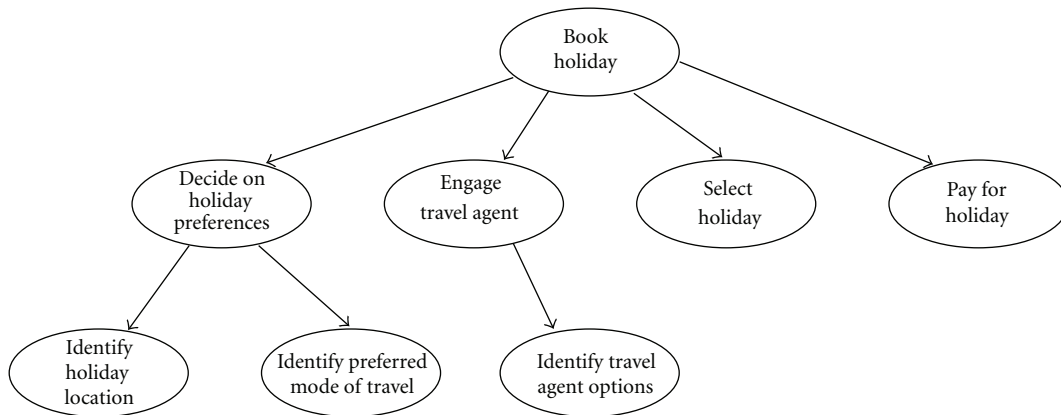 Book
holiday
Decide on
holiday
preferences
Engage
travel agent
Select
holiday
Pay for
holiday
Identify
holiday
location
Identify preferred
mode of travel
Identify travel
agent options